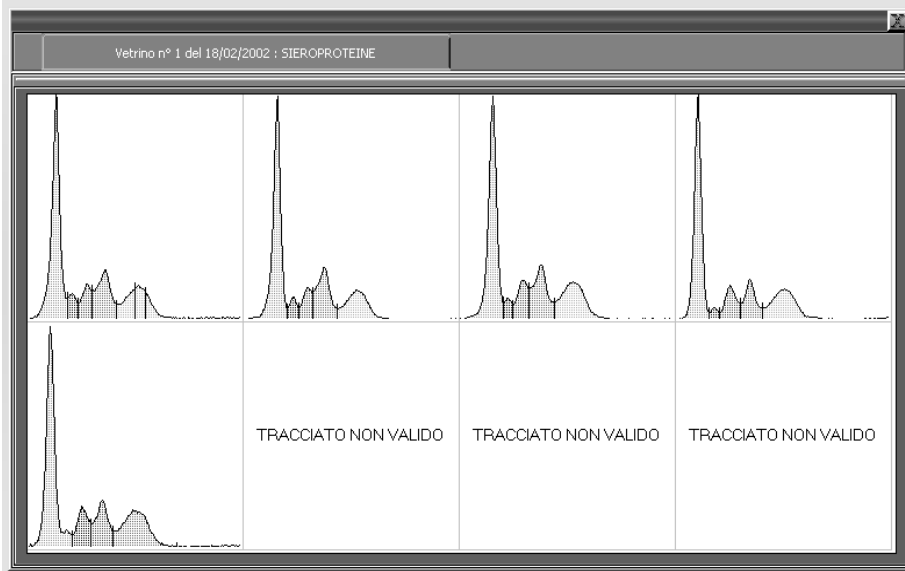 Vetrino n° 1 del 18/02/2002 : SIEROPROTEINE
TRACCIATO NON VALIDO
TRACCIATO NON VALIDO
TRACCIATO NON VALIDO